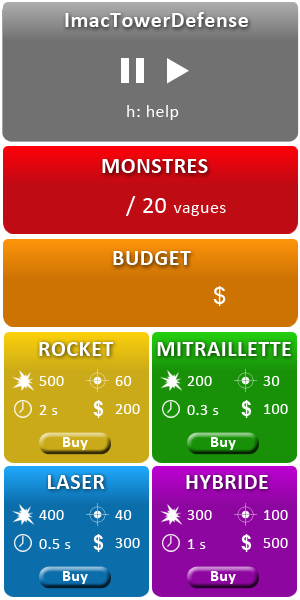 ImacTowerDefense
h: help
MONSTRES
/ 20 vagues
BUDGET
$
ROCKET
500 60
2 s $ 200
Buy
MITRAILLETTE
200 30
0.3 s $ 100
Buy
LASER
400 40
0.5 s $ 300
Buy
HYBRIDE
300 100
1 s $ 500
Buy